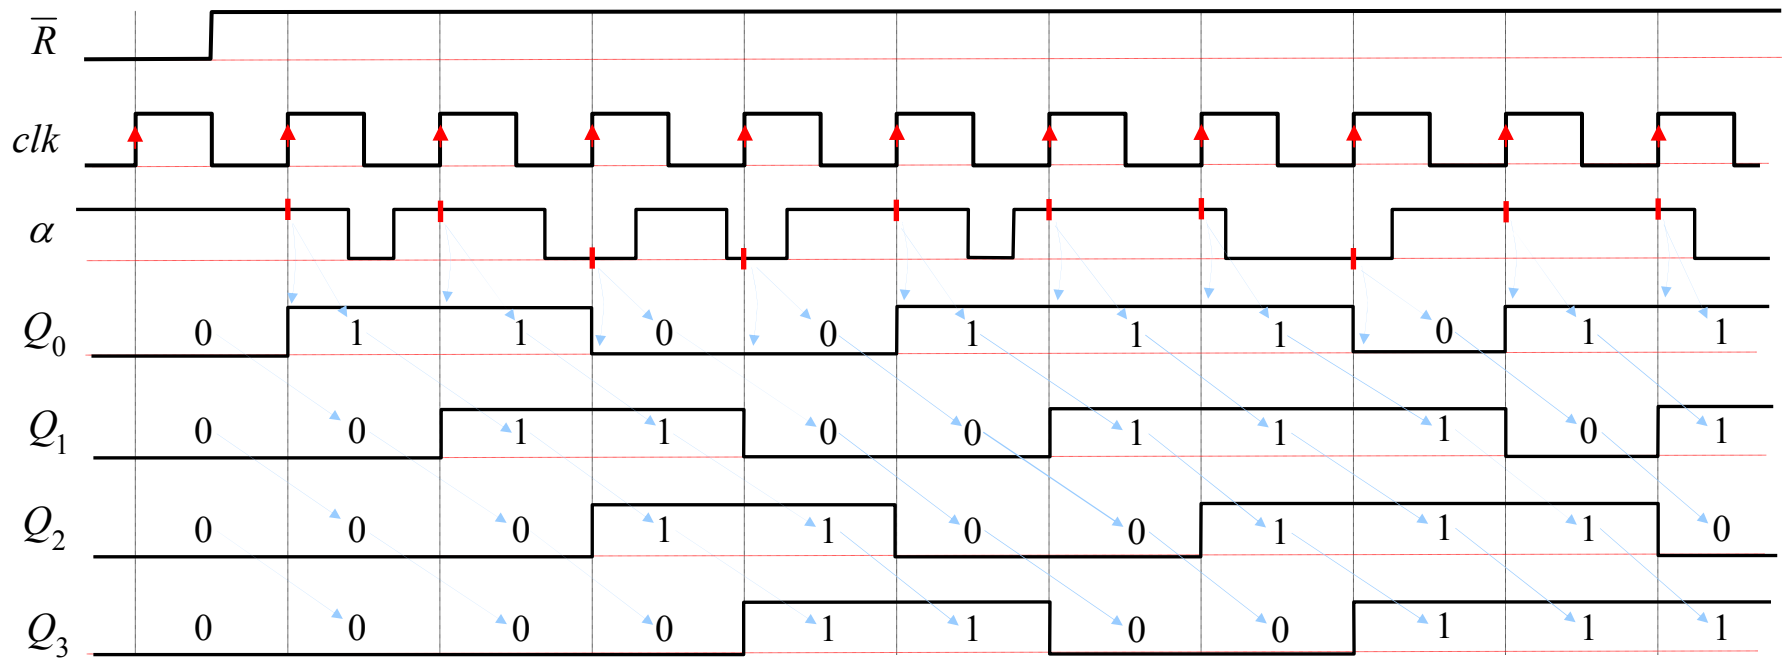 R̅
clk
α
Q₀ 0 1 1 0 0 1 1 1 0 1 1
Q₁ 0 0 1 1 0 0 1 1 1 0 1
Q₂ 0 0 0 1 1 0 0 1 1 1 0
Q₃ 0 0 0 0 1 1 0 0 1 1 1